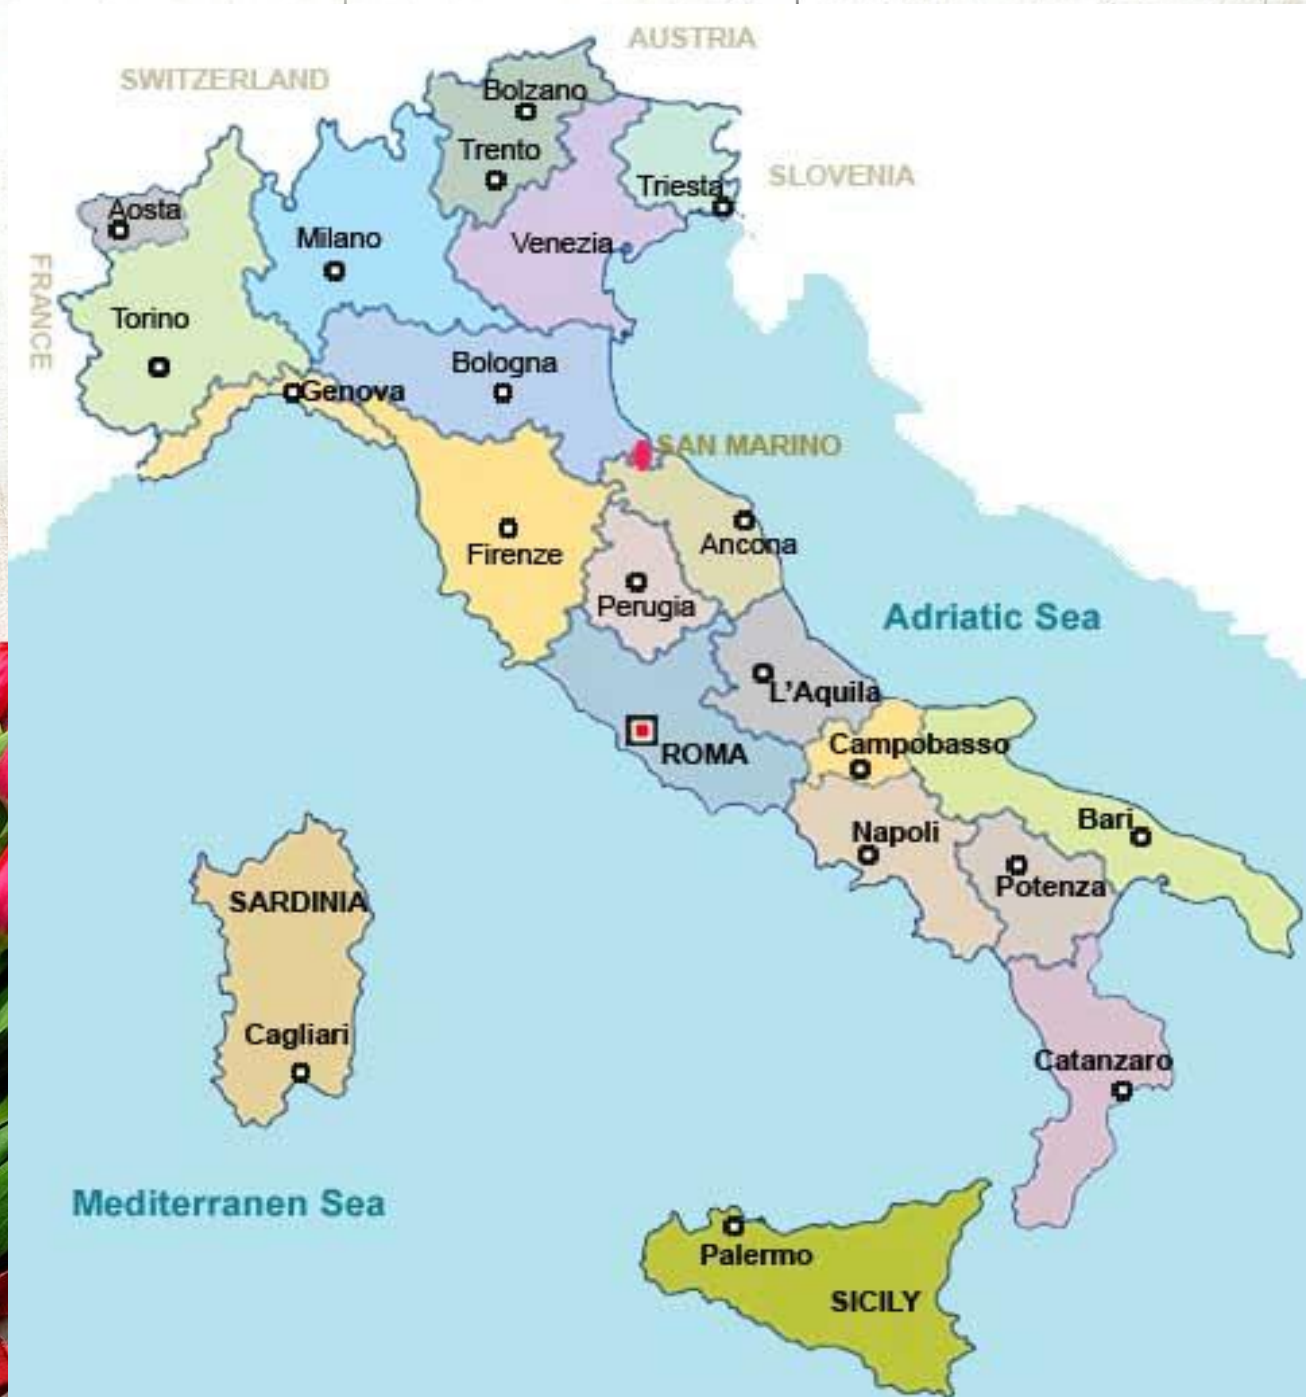 AUSTRIA
SWITZERLAND
Bolzano
Trento
SLOVENIA
Triesta
Aosta
Milano
Venezia
FRANCE
Torino
Bologna
Genova
SAN MARINO
Ancona
Firenze
Perugia
Adriatic Sea
L'Aquila
ROMA
Campobasso
Bari
Napoli
Potenza
SARDINIA
Cagliari
Catanzaro
Mediterranen Sea
Palermo
SICILY